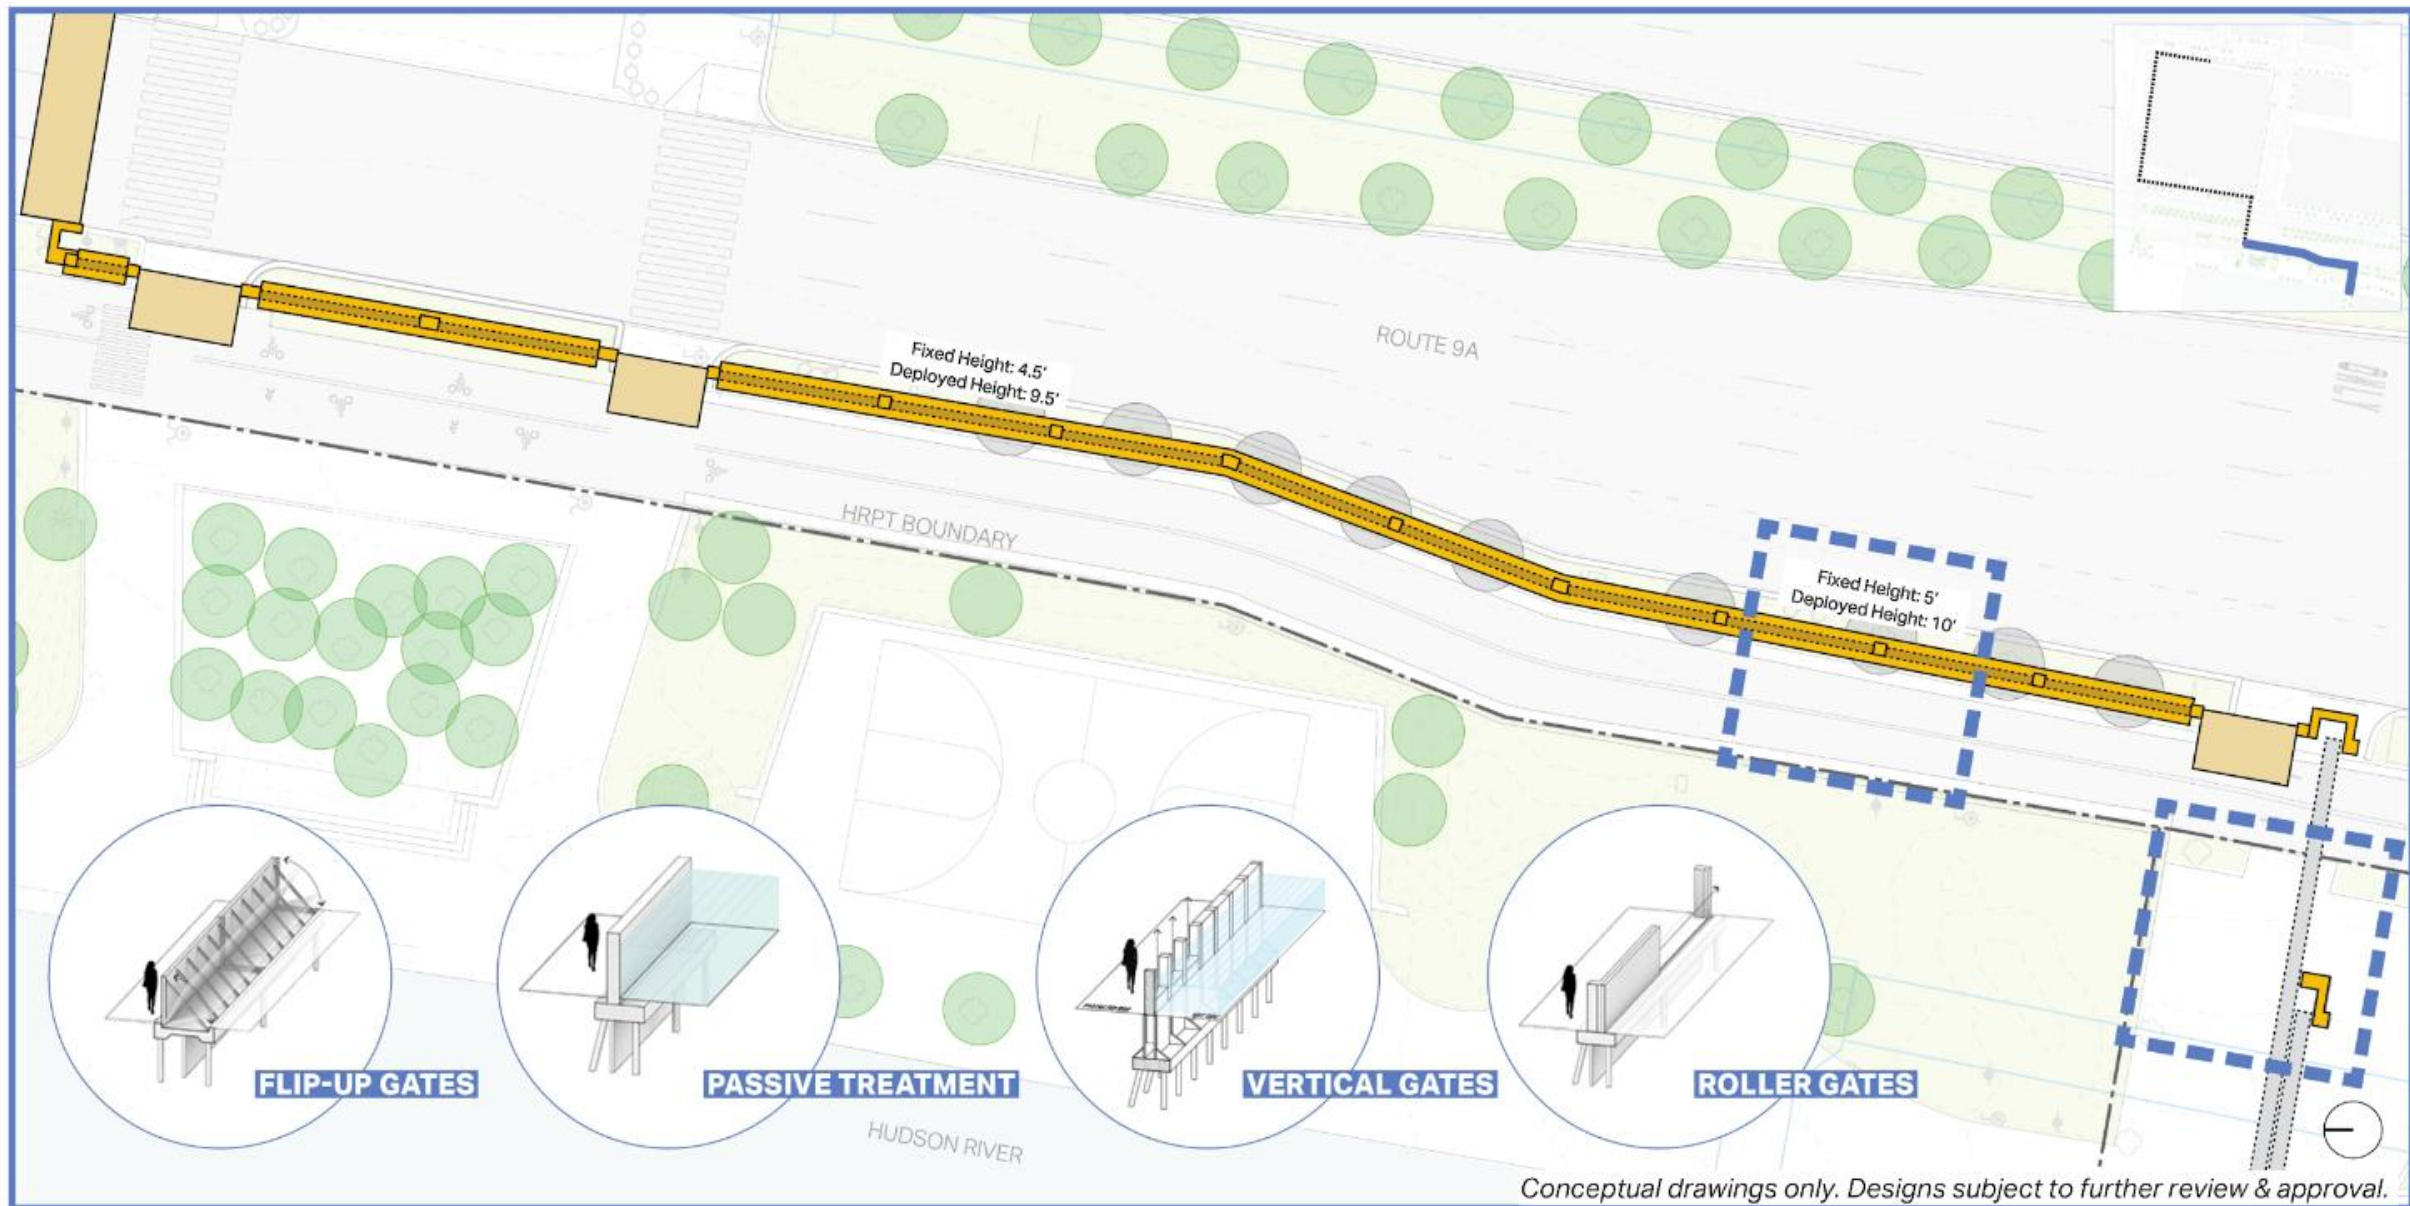 ROUTE 9A
Fixed Height: 4.5'
Deployed Height: 9.5'
HRPT BOUNDARY
Fixed Height: 5'
Deployed Height: 10'
FLIP-UP GATES
PASSIVE TREATMENT
VERTICAL GATES
ROLLER GATES
HUDSON RIVER
Conceptual drawings only. Designs subject to further review & approval.